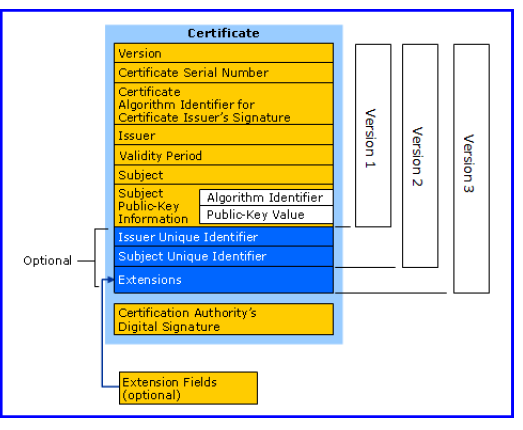 Certificate
Version
Certificate Serial Number
Certificate
Algorithm Identifier for
Certificate Issuer's Signature
Issuer
Validity Period
Subject
Subject
Public-Key
Information
Algorithm Identifier
Public-Key Value
Issuer Unique Identifier
Subject Unique Identifier
Extensions
Optional
Certification Authority's
Digital Signature
Extension Fields
(optional)
Version 1
Version 2
Version 3